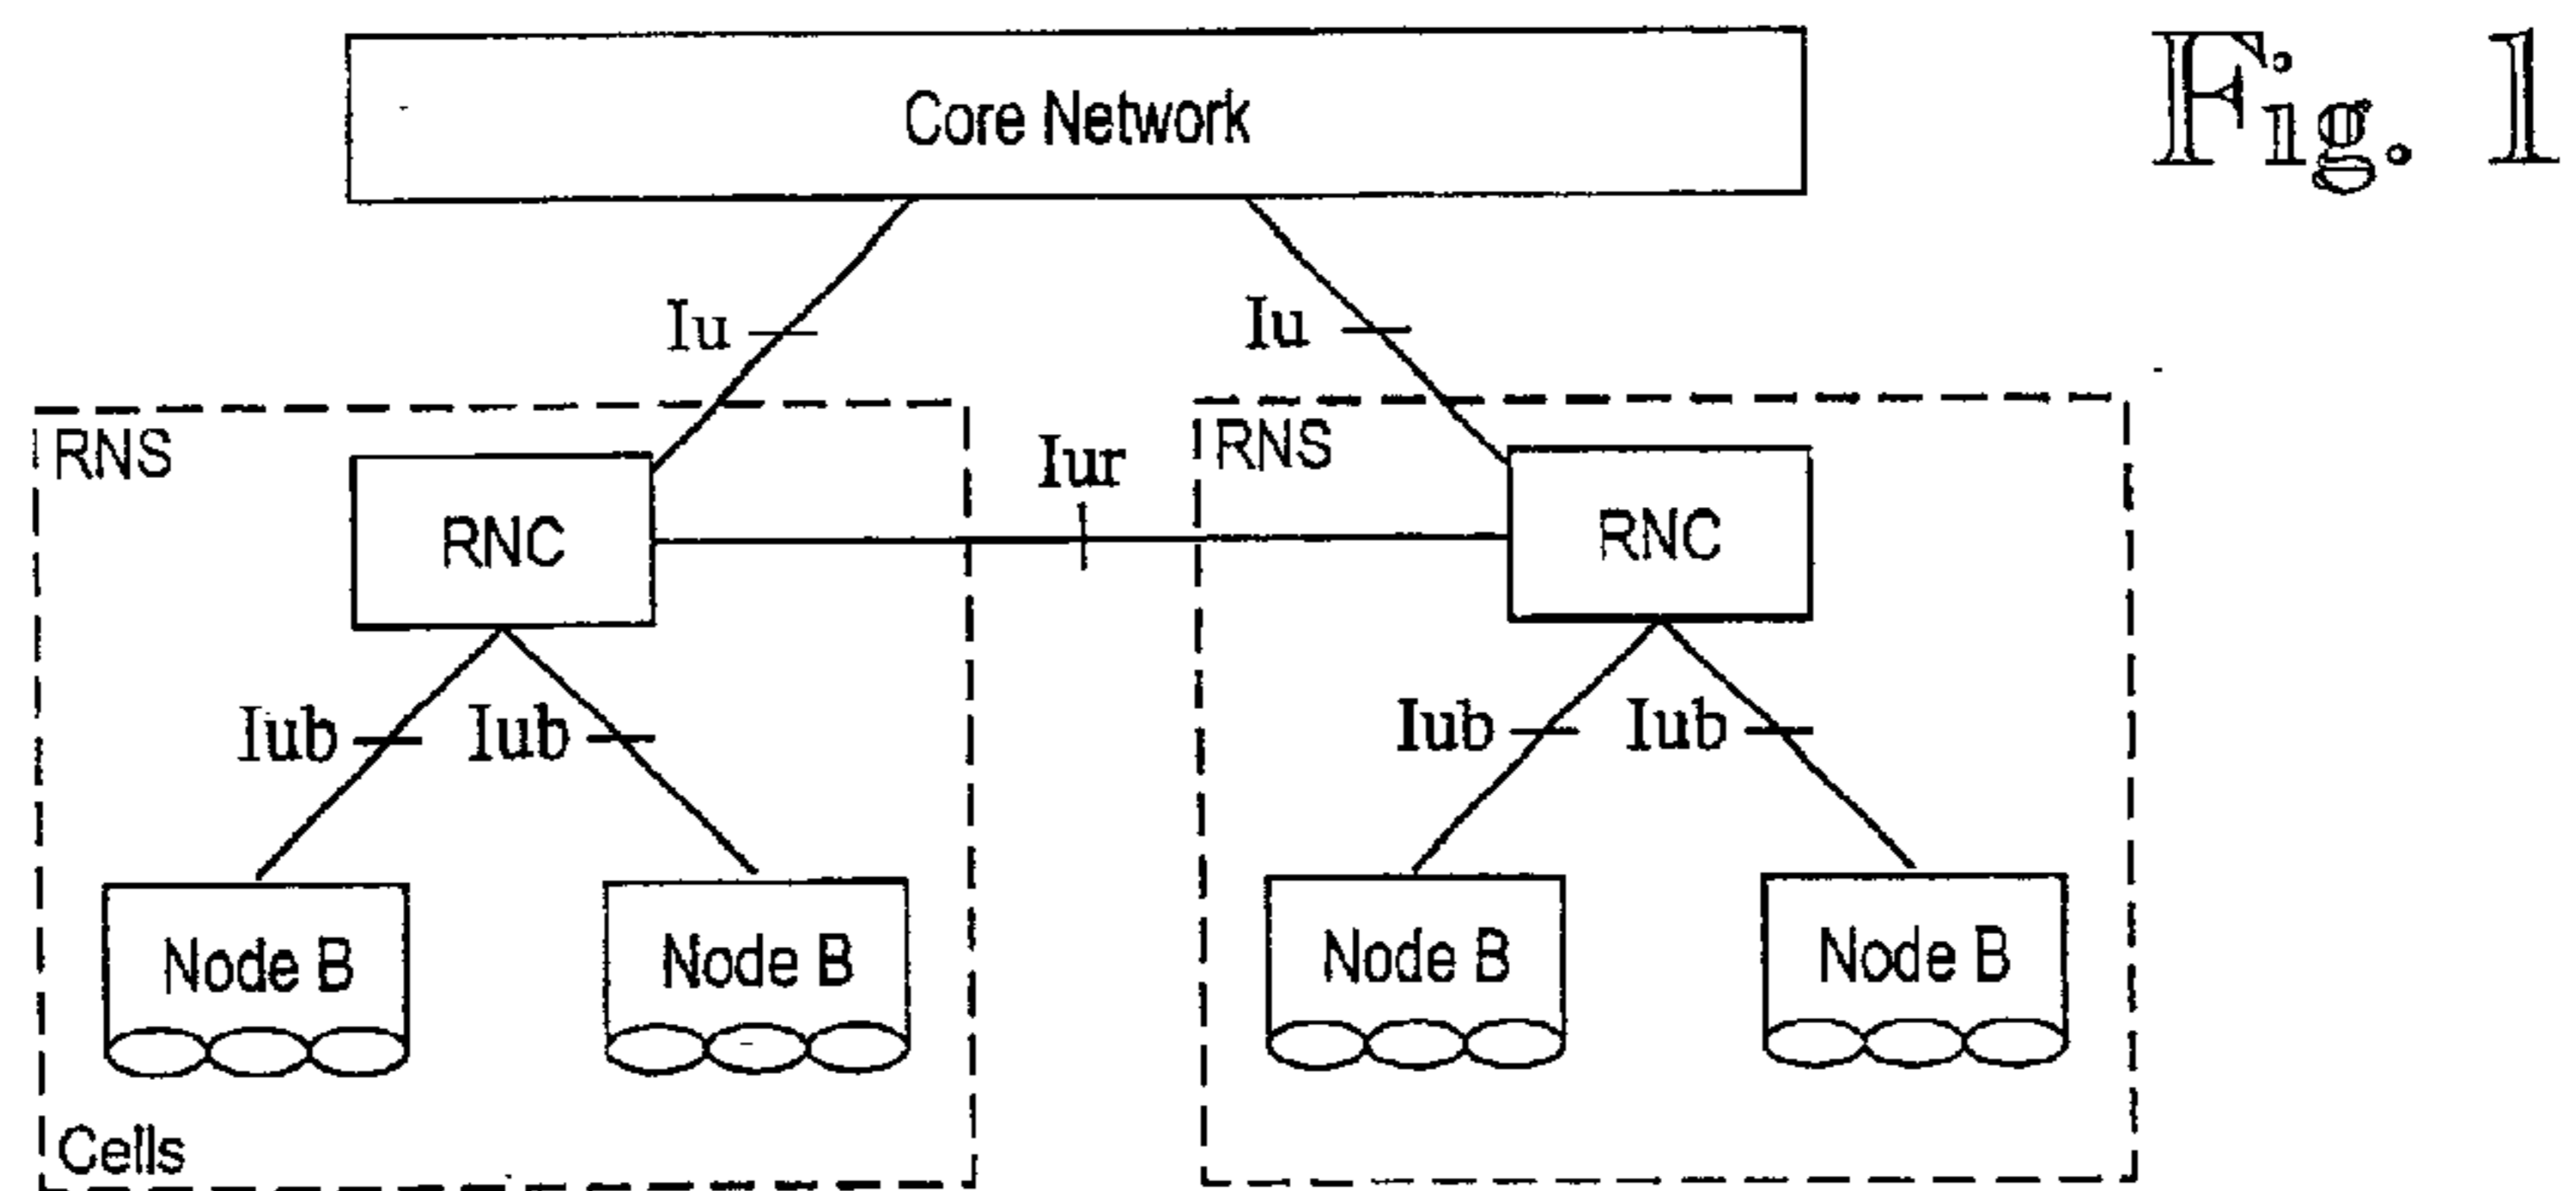 Core Network
Fig. 1
Iu
Iu
RNS
RNS
Iur
RNC
RNC
Iub
Iub
Iub
Iub
Node B
Node B
Node B
Node B
Cells